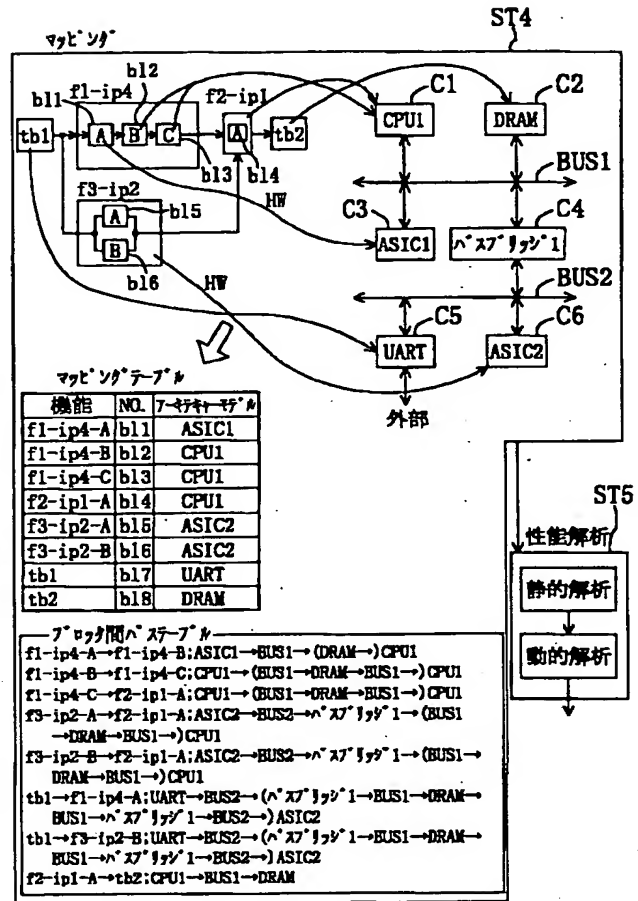 ST4
マッピング
f1-ip4
bl1
bl2
f2-ip1
C1
C2
tb1
A
B
C
A
tb2
CPU1
DRAM
bl3
bl4
BUS1
f3-ip2
HW
C3
C4
A
bl5
ASIC1
バスブリッジ1
B
bl6
HW
BUS2
C5
C6
UART
ASIC2
外部
マッピングテーブル
機能 NO. アーキテクチャーモデル
f1-ip4-A bl1 ASIC1
f1-ip4-B bl2 CPU1
f1-ip4-C bl3 CPU1
f2-ip1-A bl4 CPU1
f3-ip2-A bl5 ASIC2
f3-ip2-B bl6 ASIC2
tb1 bl7 UART
tb2 bl8 DRAM
ST5
性能解析
静的解析
動的解析
ブロック間パステーブル
f1-ip4-A→f1-ip4-B;ASIC1→BUS1→(DRAM→)CPU1
f1-ip4-B→f1-ip4-C;CPU1→(BUS1→DRAM→BUS1→)CPU1
f1-ip4-C→f2-ip1-A;CPU1→(BUS1→DRAM→BUS1→)CPU1
f3-ip2-A→f2-ip1-A;ASIC2→BUS2→バスブリッジ1→(BUS1
→DRAM→BUS1→)CPU1
f3-ip2-B→f2-ip1-A;ASIC2→BUS2→バスブリッジ1→(BUS1→
DRAM→BUS1→)CPU1
tb1→f1-ip4-A;UART→BUS2→(バスブリッジ1→BUS1→DRAM→
BUS1→バスブリッジ1→BUS2→)ASIC2
tb1→f3-ip2-B;UART→BUS2→(バスブリッジ1→BUS1→DRAM→
BUS1→バスブリッジ1→BUS2→)ASIC2
f2-ip1-A→tb2;CPU1→BUS1→DRAM